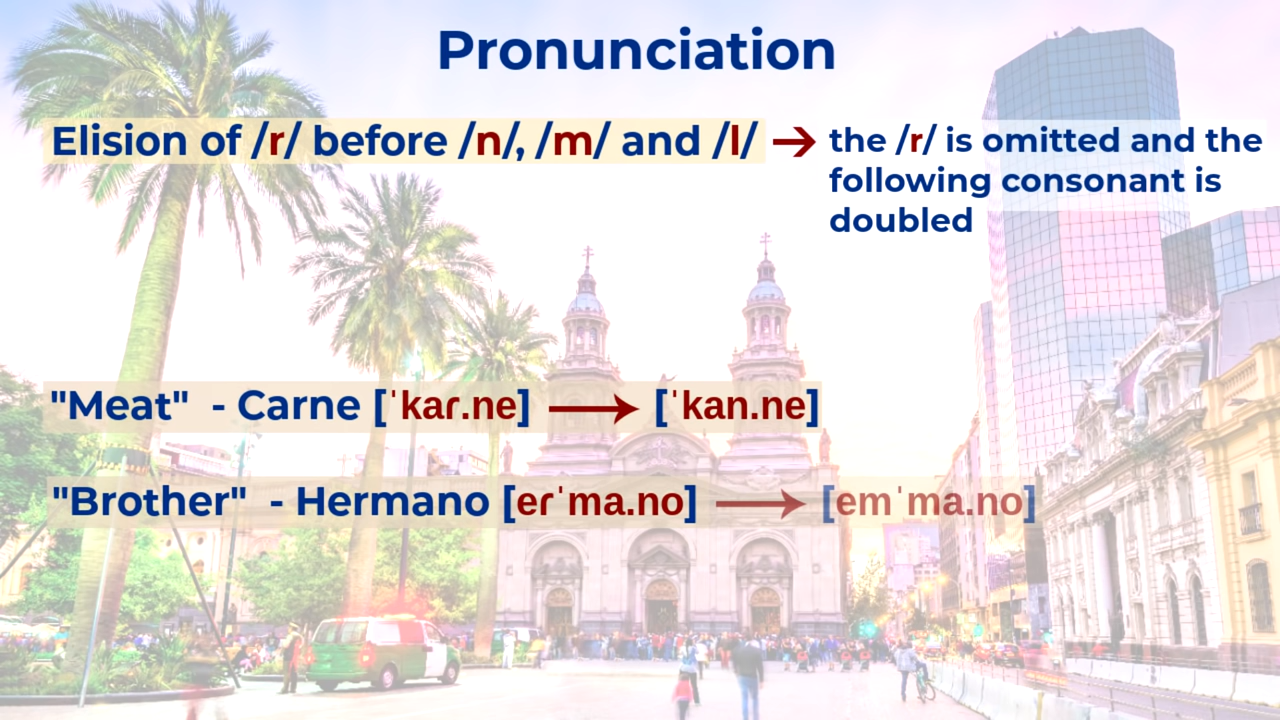 Pronunciation
Elision of /r/ before /n/, /m/ and /l/ → the /r/ is omitted and the
following consonant is
doubled
"Meat" - Carne [ˈkaɾ.ne] ⟶ [ˈkan.ne]
"Brother" - Hermano [eɾˈma.no] ⟶ [emˈma.no]